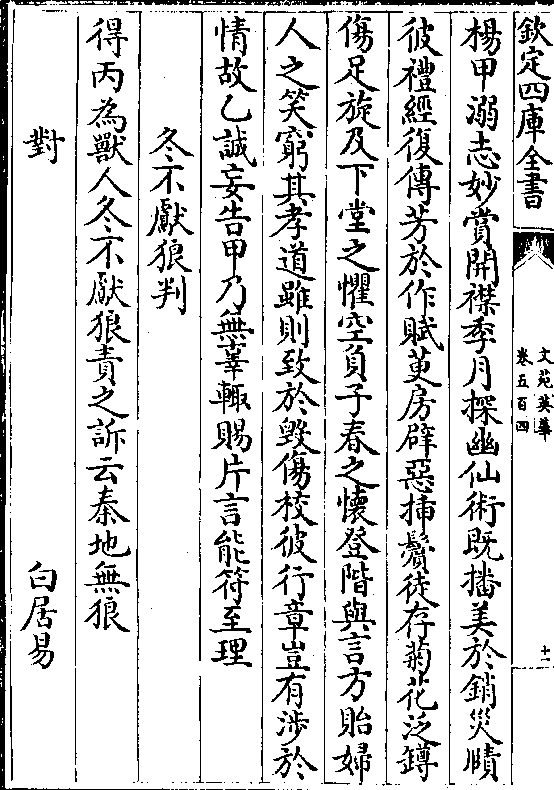 欽定四庫全書
文苑英華
卷五百四
十一
楊甲溺志妙賞開襟季月探幽仙術既播美於銷災賾
彼禮經復傳芳於作賦茰房辟惡揷鬢徒存菊花泛罇
傷足旋及下堂之懼空負子春之懐登階與言方貽婦
人之笑窮其孝道雖則致於毀傷校彼行章豈有涉於
情故乙誠妄告甲乃無辜輙賜片言能符至理
冬不獻狼判
得丙為獸人冬不獻狼責之訴云秦地無狼
對
白居易